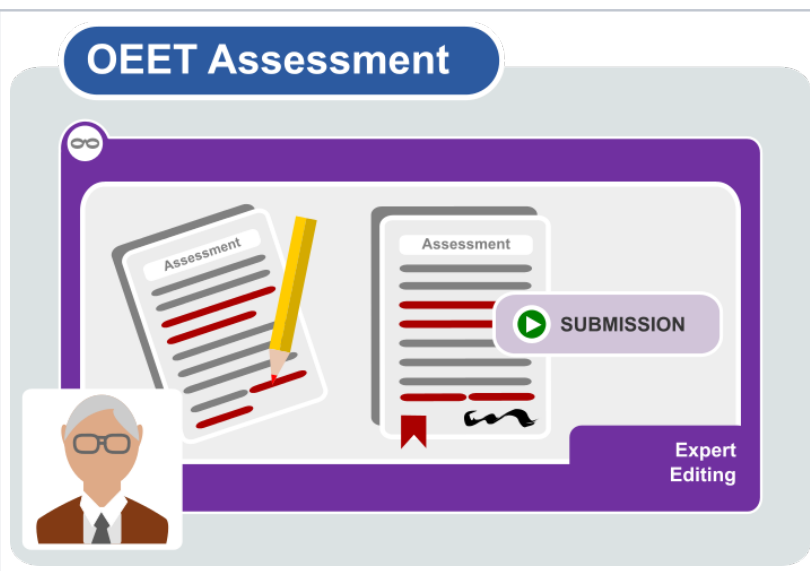 OEET Assessment
Assessment
Assessment
SUBMISSION
Expert
Editing